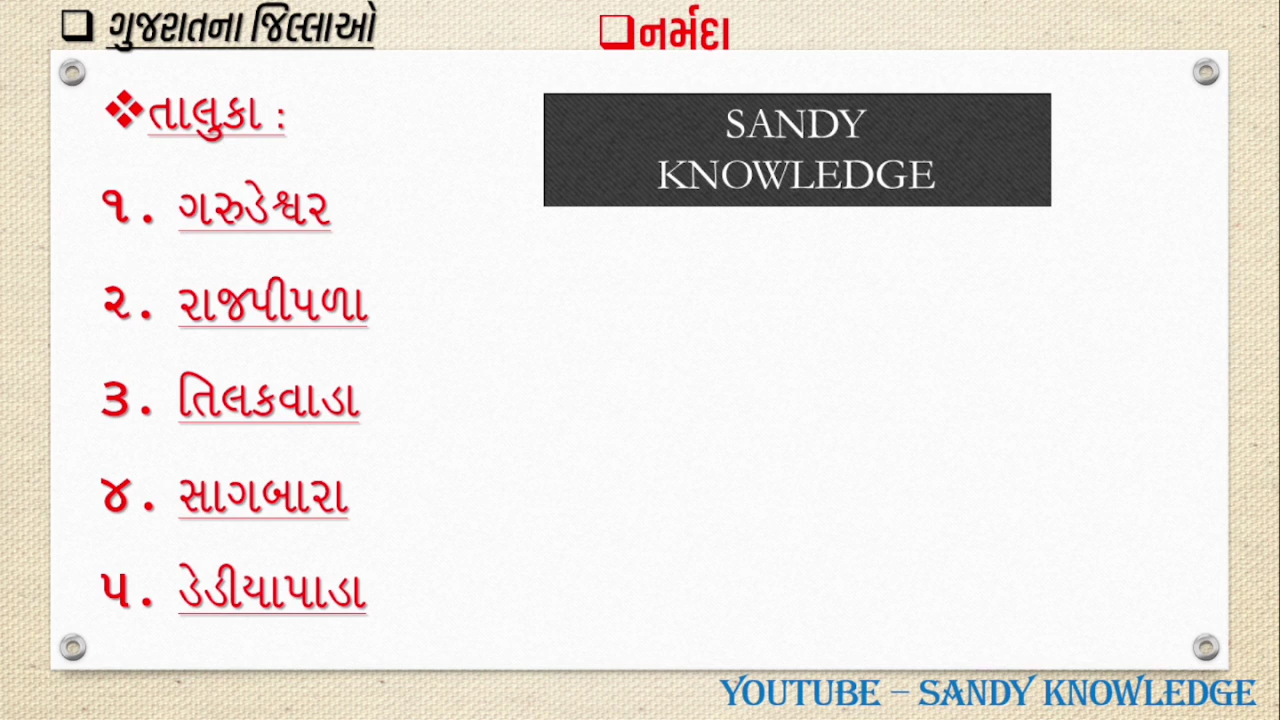 ❑ ગુજરાતના જિલ્લાઓ
❑નર્મદા
❖તાલુકા :
SANDY
KNOWLEDGE
૧. ગરુડેશ્વર
૨. રાજપીપળા
૩. તિલકવાડા
૪. સાગબારા
૫. ડેડીયાપાડા
YOUTUBE – SANDY KNOWLEDGE